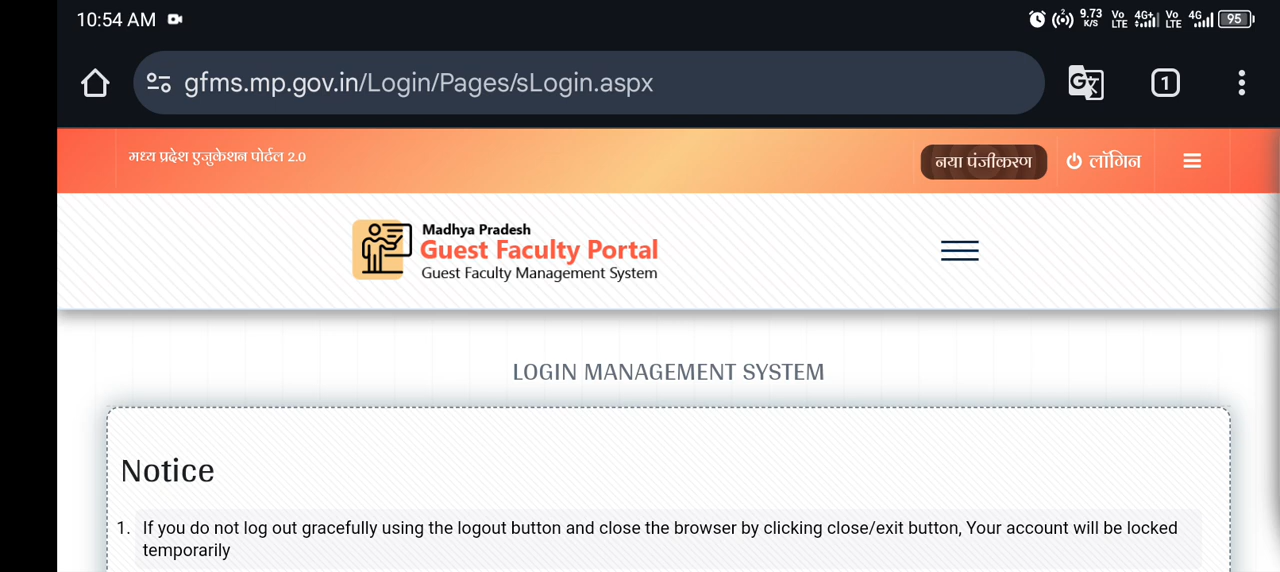 10:54 AM
2
9.73 K/S Vo LTE 4G+ Vo LTE 4G 95
gfms.mp.gov.in/Login/Pages/sLogin.aspx
G
1
मध्य प्रदेश एजुकेशन पोर्टल 2.0
नया पंजीकरण
लॉगिन
Madhya Pradesh
Guest Faculty Portal
Guest Faculty Management System
LOGIN MANAGEMENT SYSTEM
Notice
1. If you do not log out gracefully using the logout button and close the browser by clicking close/exit button, Your account will be locked
temporarily